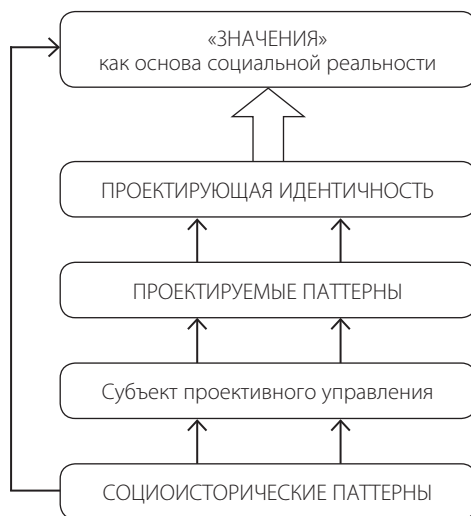 «ЗНАЧЕНИЯ»
как основа социальной реальности
ПРОЕКТИРУЮЩАЯ ИДЕНТИЧНОСТЬ
ПРОЕКТИРУЕМЫЕ ПАТТЕРНЫ
Субъект проективного управления
СОЦИОИСТОРИЧЕСКИЕ ПАТТЕРНЫ